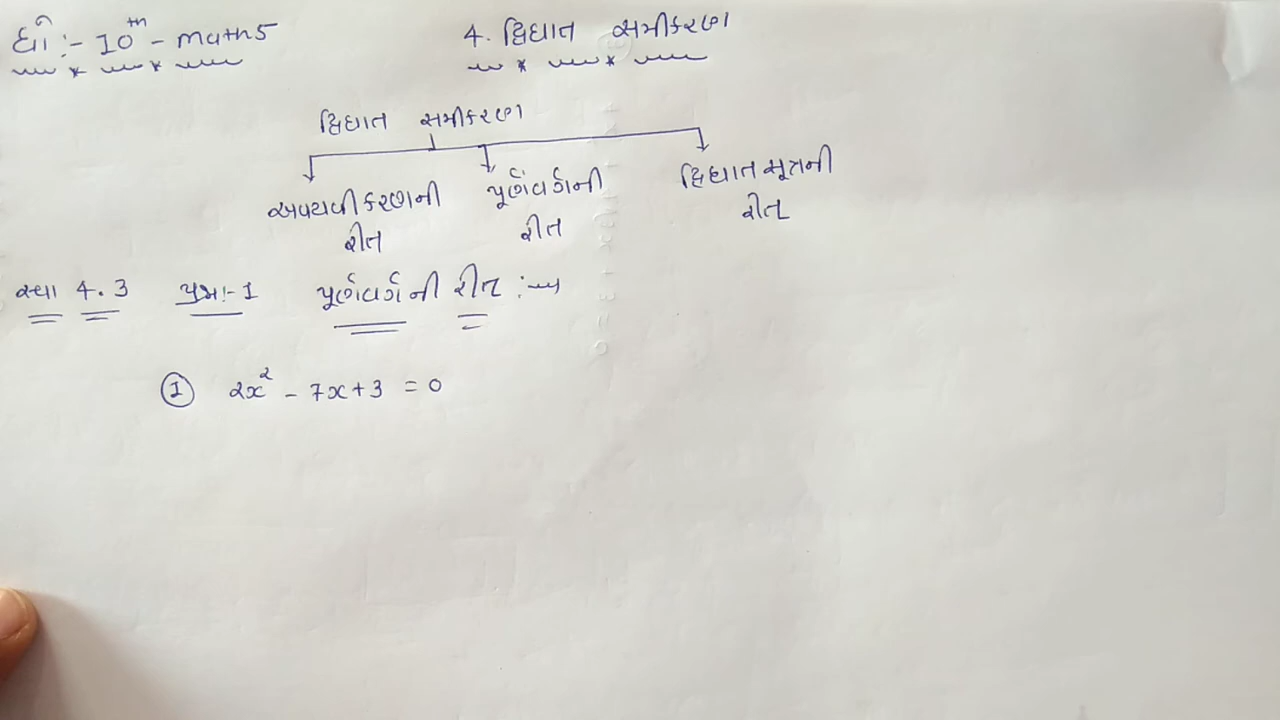 ધો :- 10th - maths
4. દ્વિઘાત સમીકરણ
દ્વિઘાત સમીકરણ
અવયવીકરણની રીત
પૂર્ણવર્ગની રીત
દ્વિઘાત સૂત્રની રીત
સ્વા 4.3 પ્રશ્ન:-1 પૂર્ણવર્ગ ની રીત :→
① 2x² - 7x + 3 = 0